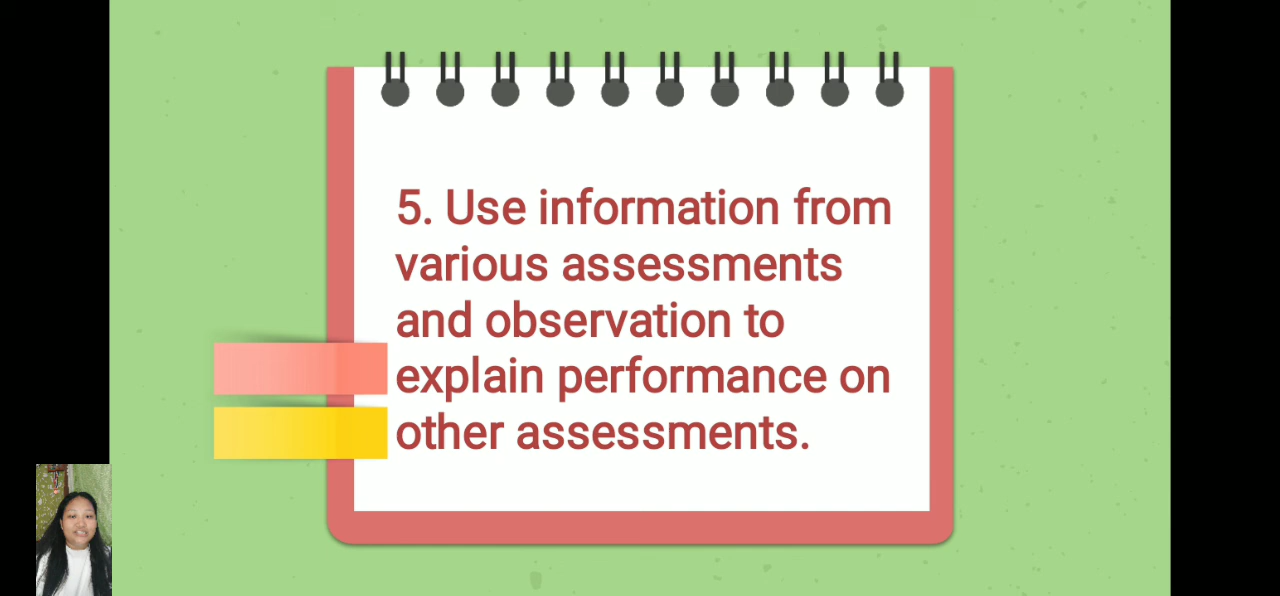 5. Use information from
various assessments
and observation to
explain performance on
other assessments.